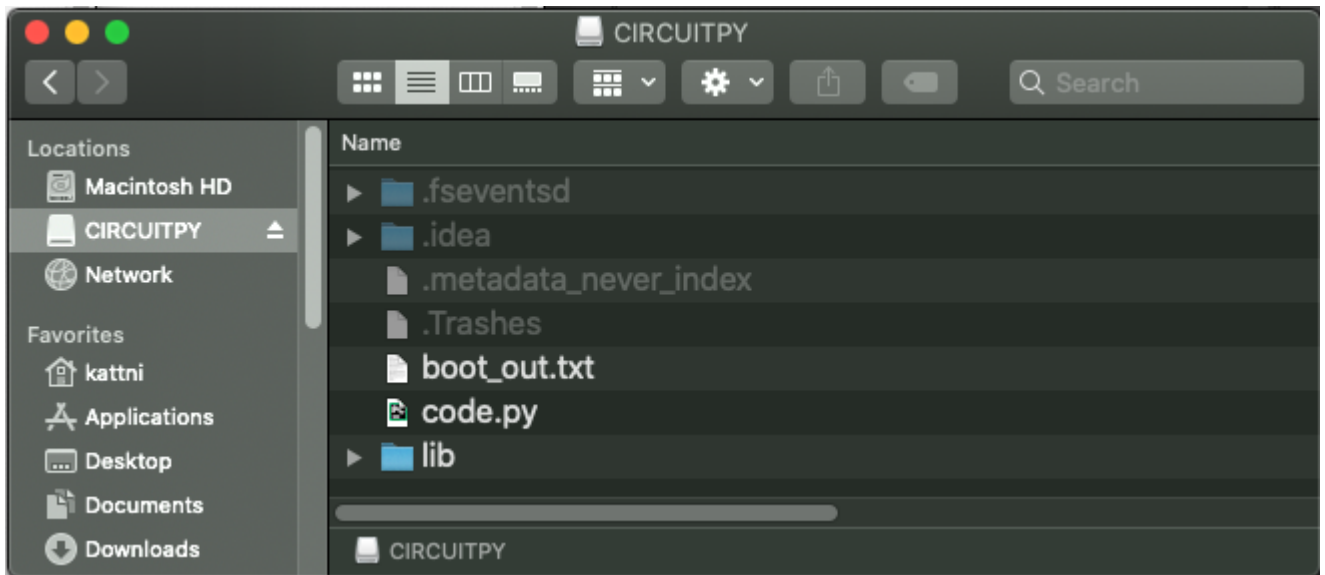 CIRCUITPY
Search
Locations
Macintosh HD
CIRCUITPY
Network
Favorites
kattni
Applications
Desktop
Documents
Downloads
Name
.fseventsd
.idea
.metadata_never_index
.Trashes
boot_out.txt
code.py
lib
CIRCUITPY